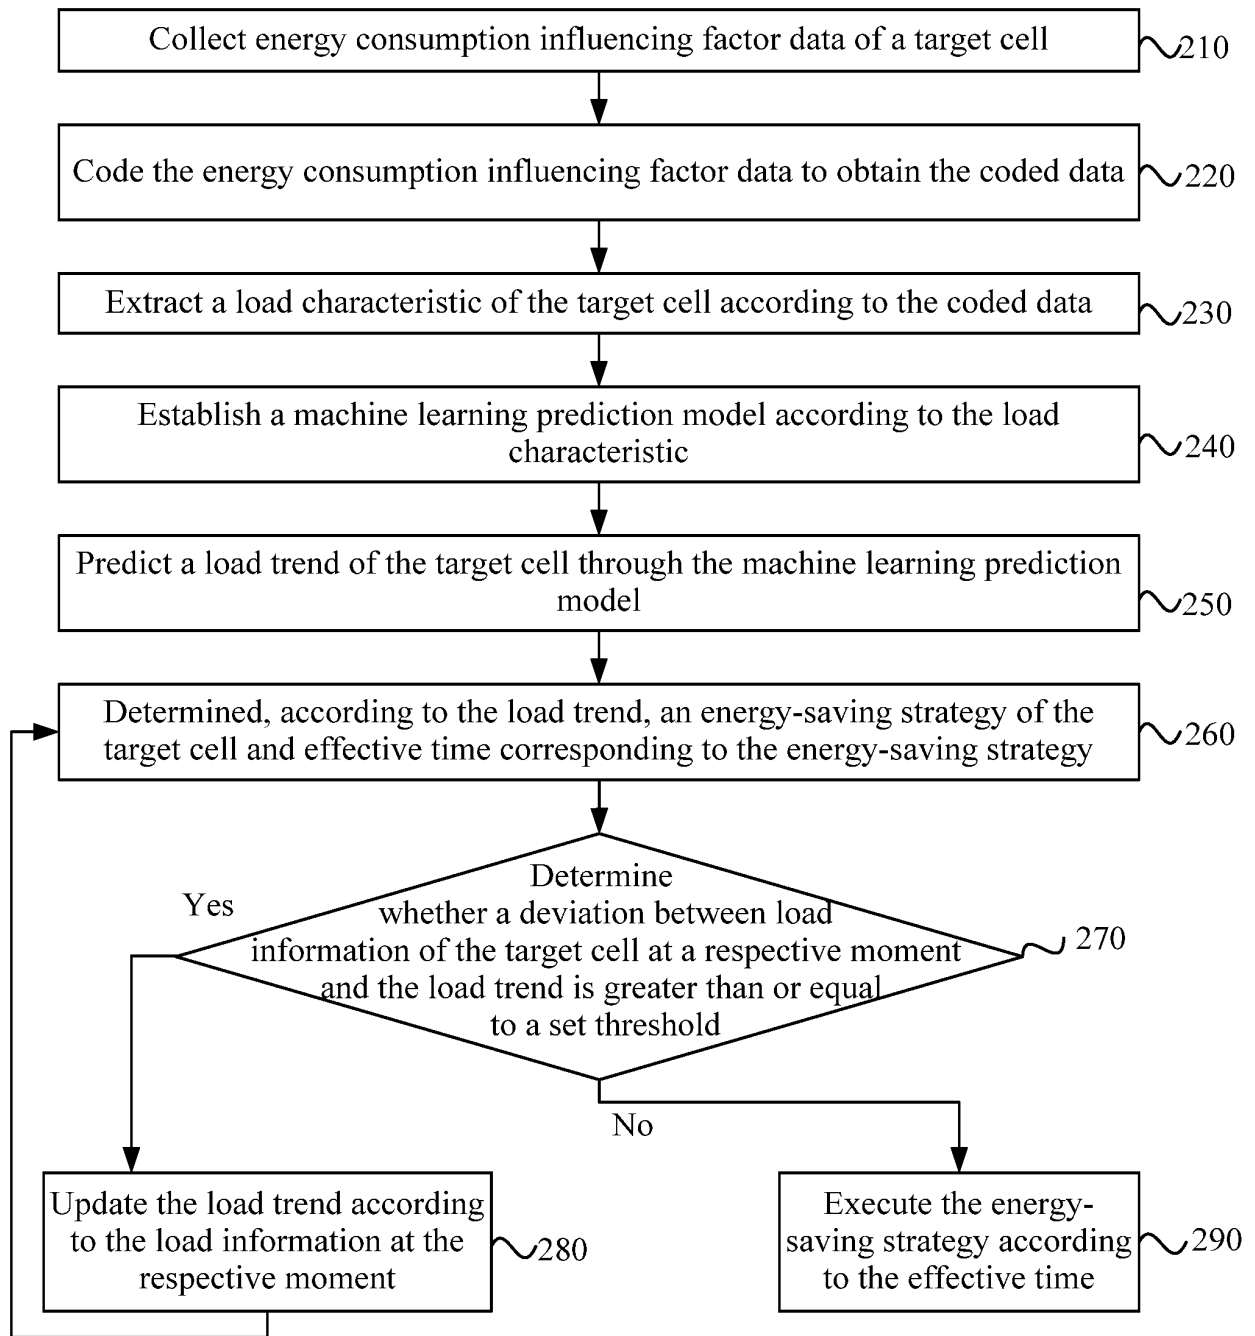 Collect energy consumption influencing factor data of a target cell
210
Code the energy consumption influencing factor data to obtain the coded data
220
Extract a load characteristic of the target cell according to the coded data
230
Establish a machine learning prediction model according to the load
characteristic
240
Predict a load trend of the target cell through the machine learning prediction
model
250
Determined, according to the load trend, an energy-saving strategy of the
target cell and effective time corresponding to the energy-saving strategy
260
Determine
whether a deviation between load
information of the target cell at a respective moment
and the load trend is greater than or equal
to a set threshold
270
Yes
No
Update the load trend according
to the load information at the
respective moment
280
Execute the energy-
saving strategy according
to the effective time
290